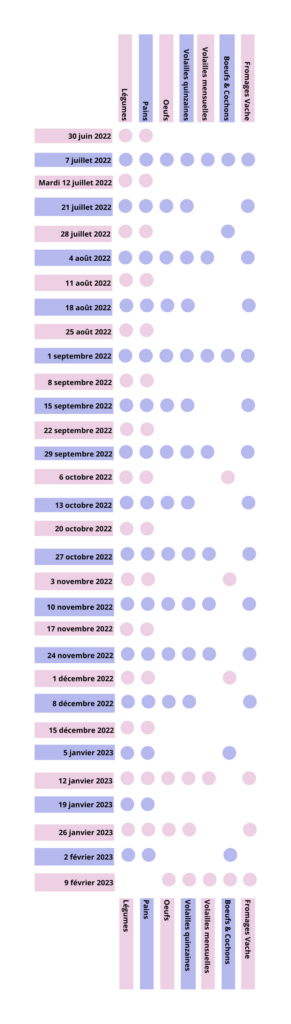 Légumes
Pains
Oeufs
Volailles quinzaines
Volailles mensuelles
Boeufs & Cochons
Fromages Vache
30 juin 2022
7 juillet 2022
Mardi 12 juillet 2022
21 juillet 2022
28 juillet 2022
4 août 2022
11 août 2022
18 août 2022
25 août 2022
1 septembre 2022
8 septembre 2022
15 septembre 2022
22 septembre 2022
29 septembre 2022
6 octobre 2022
13 octobre 2022
20 octobre 2022
27 octobre 2022
3 novembre 2022
10 novembre 2022
17 novembre 2022
24 novembre 2022
1 décembre 2022
8 décembre 2022
15 décembre 2022
5 janvier 2023
12 janvier 2023
19 janvier 2023
26 janvier 2023
2 février 2023
9 février 2023
Légumes
Pains
Oeufs
Volailles quinzaines
Volailles mensuelles
Boeufs & Cochons
Fromages Vache